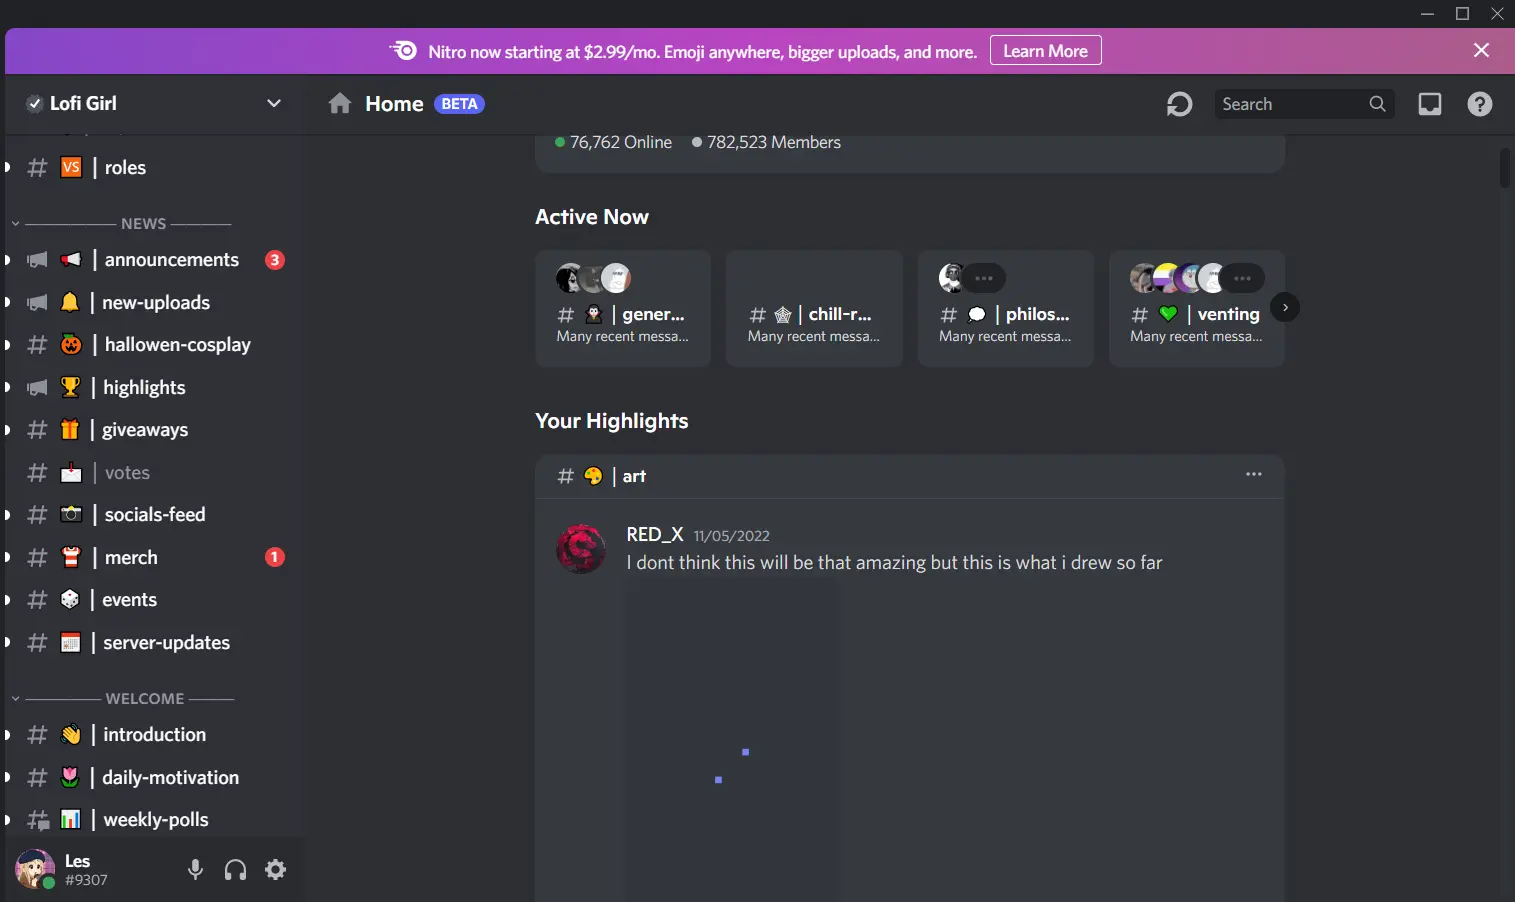 Nitro now starting at $2.99/mo. Emoji anywhere, bigger uploads, and more. Learn More
Lofi Girl
Home BETA
Search
VS | roles
NEWS
| announcements 3
| new-uploads
| hallowen-cosplay
| highlights
| giveaways
| votes
| socials-feed
| merch 1
| events
| server-updates
WELCOME
| introduction
| daily-motivation
| weekly-polls
Les
#9307
76,762 Online 782,523 Members
Active Now
# | gener...
Many recent messa...
# | chill-r...
Many recent messa...
# | philos...
Many recent messa...
# | venting
Many recent messa...
Your Highlights
# | art
RED_X 11/05/2022
I dont think this will be that amazing but this is what i drew so far